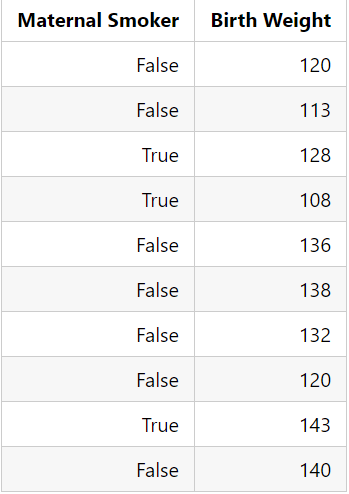 Maternal Smoker Birth Weight
False 120
False 113
True 128
True 108
False 136
False 138
False 132
False 120
True 143
False 140